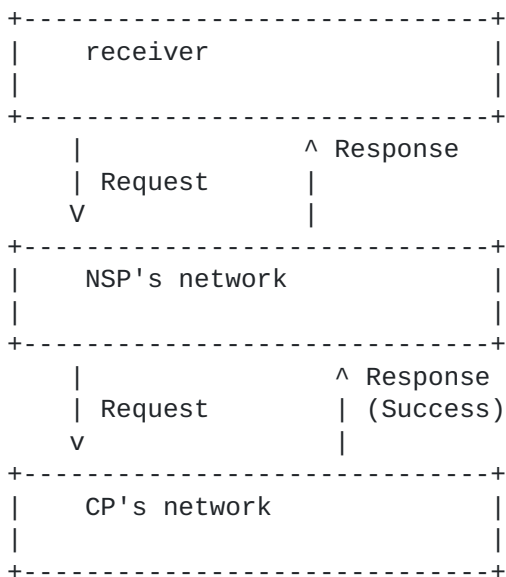 receiver
^ Response
| Request |
V |
NSP's network
^ Response
| Request | (Success)
v |
CP's network